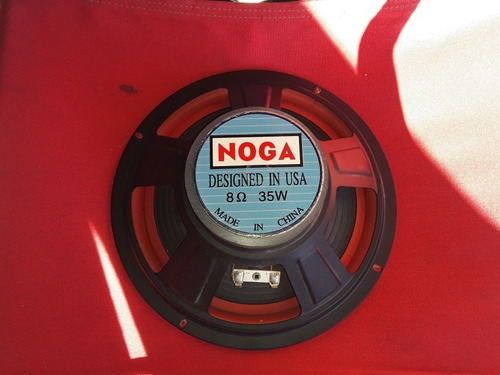 NOGA
DESIGNED IN USA
8Ω 35W
MADE IN CHINA